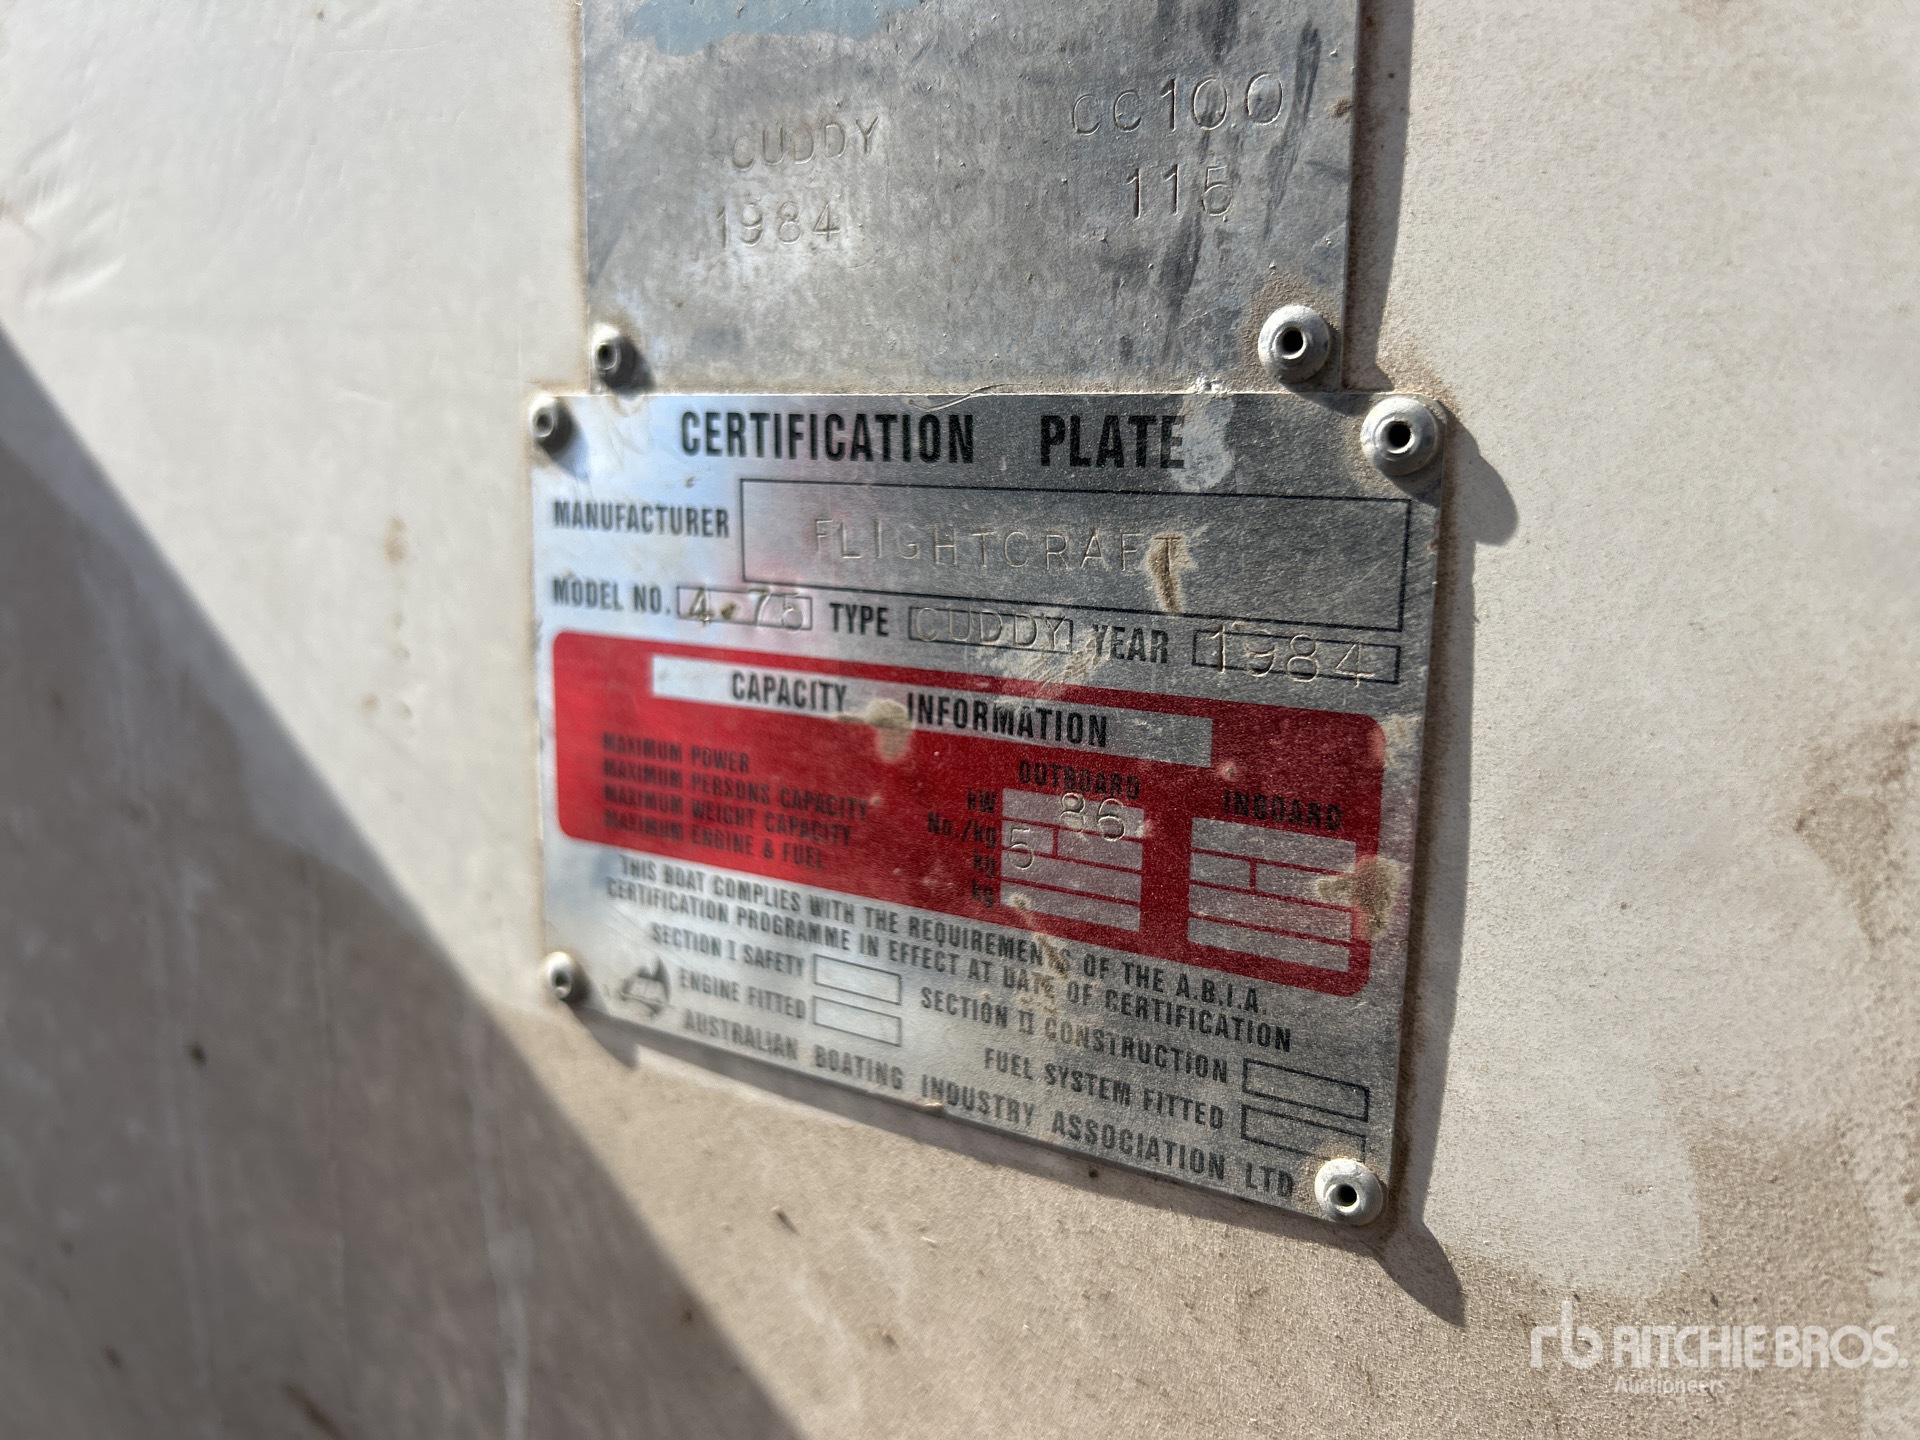 CUDDY CC100
1984 115
CERTIFICATION PLATE
MANUFACTURER FLIGHTCRAFT
MODEL NO. 4.75 TYPE CUDDY YEAR 1984
CAPACITY INFORMATION
OUTBOARD INBOARD
MAXIMUM POWER kW 86
MAXIMUM PERSONS CAPACITY No./kg 5
MAXIMUM WEIGHT CAPACITY kg
MAXIMUM ENGINE & FUEL kg
THIS BOAT COMPLIES WITH THE REQUIREMENTS OF THE A.B.I.A.
CERTIFICATION PROGRAMME IN EFFECT AT DATE OF CERTIFICATION
SECTION I SAFETY SECTION II CONSTRUCTION
ENGINE FITTED FUEL SYSTEM FITTED
AUSTRALIAN BOATING INDUSTRY ASSOCIATION LTD
rb RITCHIE BROS.
Auctioneers